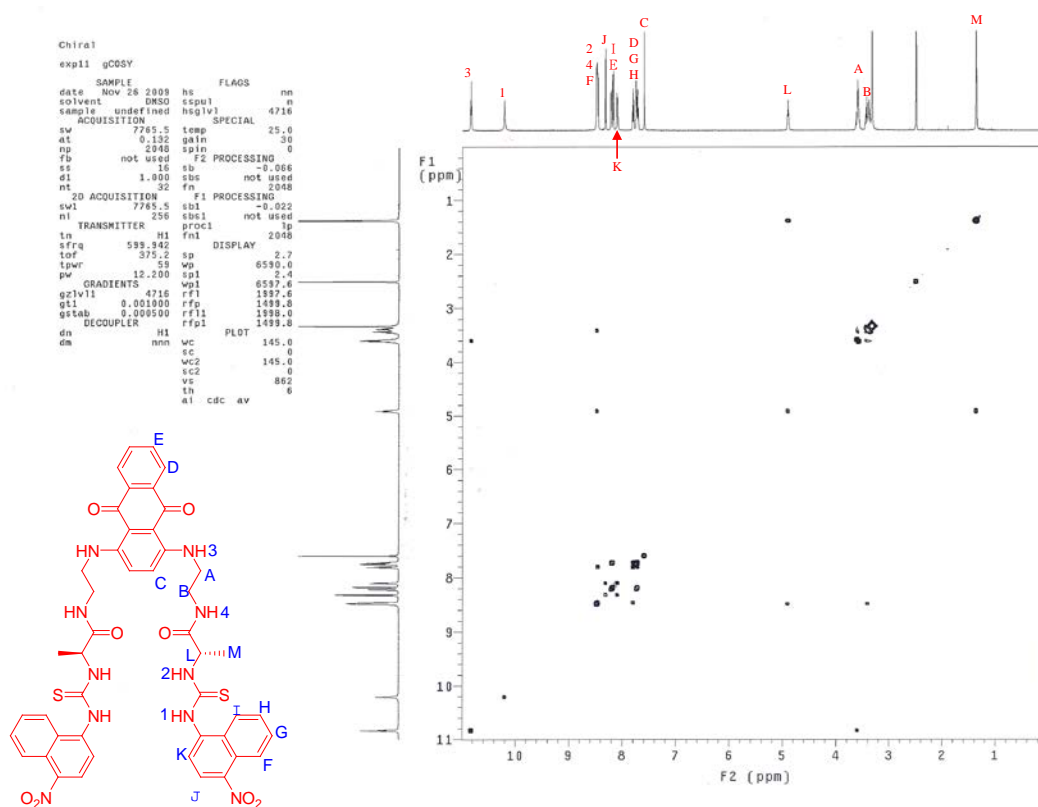 Chiral
exp11 gCOSY
SAMPLE FLAGS
date Nov 26 2009 hs nn
solvent DMSO sspul n
sample undefined hsglvl 4716
ACQUISITION SPECIAL
sw 7765.5 temp 25.0
at 0.132 gain 30
np 2048 spin 0
fb not used F2 PROCESSING
ss 16 sb -0.066
d1 1.000 sbs not used
nt 32 fn 2048
2D ACQUISITION F1 PROCESSING
sw1 7765.5 sb1 -0.022
ni 256 sbs1 not used
TRANSMITTER proc1 lp
tn H1 fn1 2048
sfrq 599.942 DISPLAY
tof 375.2 sp 2.7
tpwr 59 wp 6590.0
pw 12.200 sp1 2.4
GRADIENTS wp1 6597.6
gzlvl1 4716 rfl 1997.6
gt1 0.001000 rfp 1499.8
gstab 0.000500 rfl1 1998.0
DECOUPLER rfp1 1499.8
dn H1 PLOT
dm nnn wc 145.0
sc 0
wc2 145.0
sc2 0
vs 862
th 6
ai cdc av
3
1
2
4
F
J
I
E
K
D
G
H
C
L
A
B
M
F1
(ppm)
1
2
3
4
5
6
7
8
9
10
11
10 9 8 7 6 5 4 3 2 1
F2 (ppm)
E
D
O O
NH NH3
C A
B
HN NH4
O O
L M
NH HN2
S S
NH NH1 I H
G
K F
J
NO2 NO2